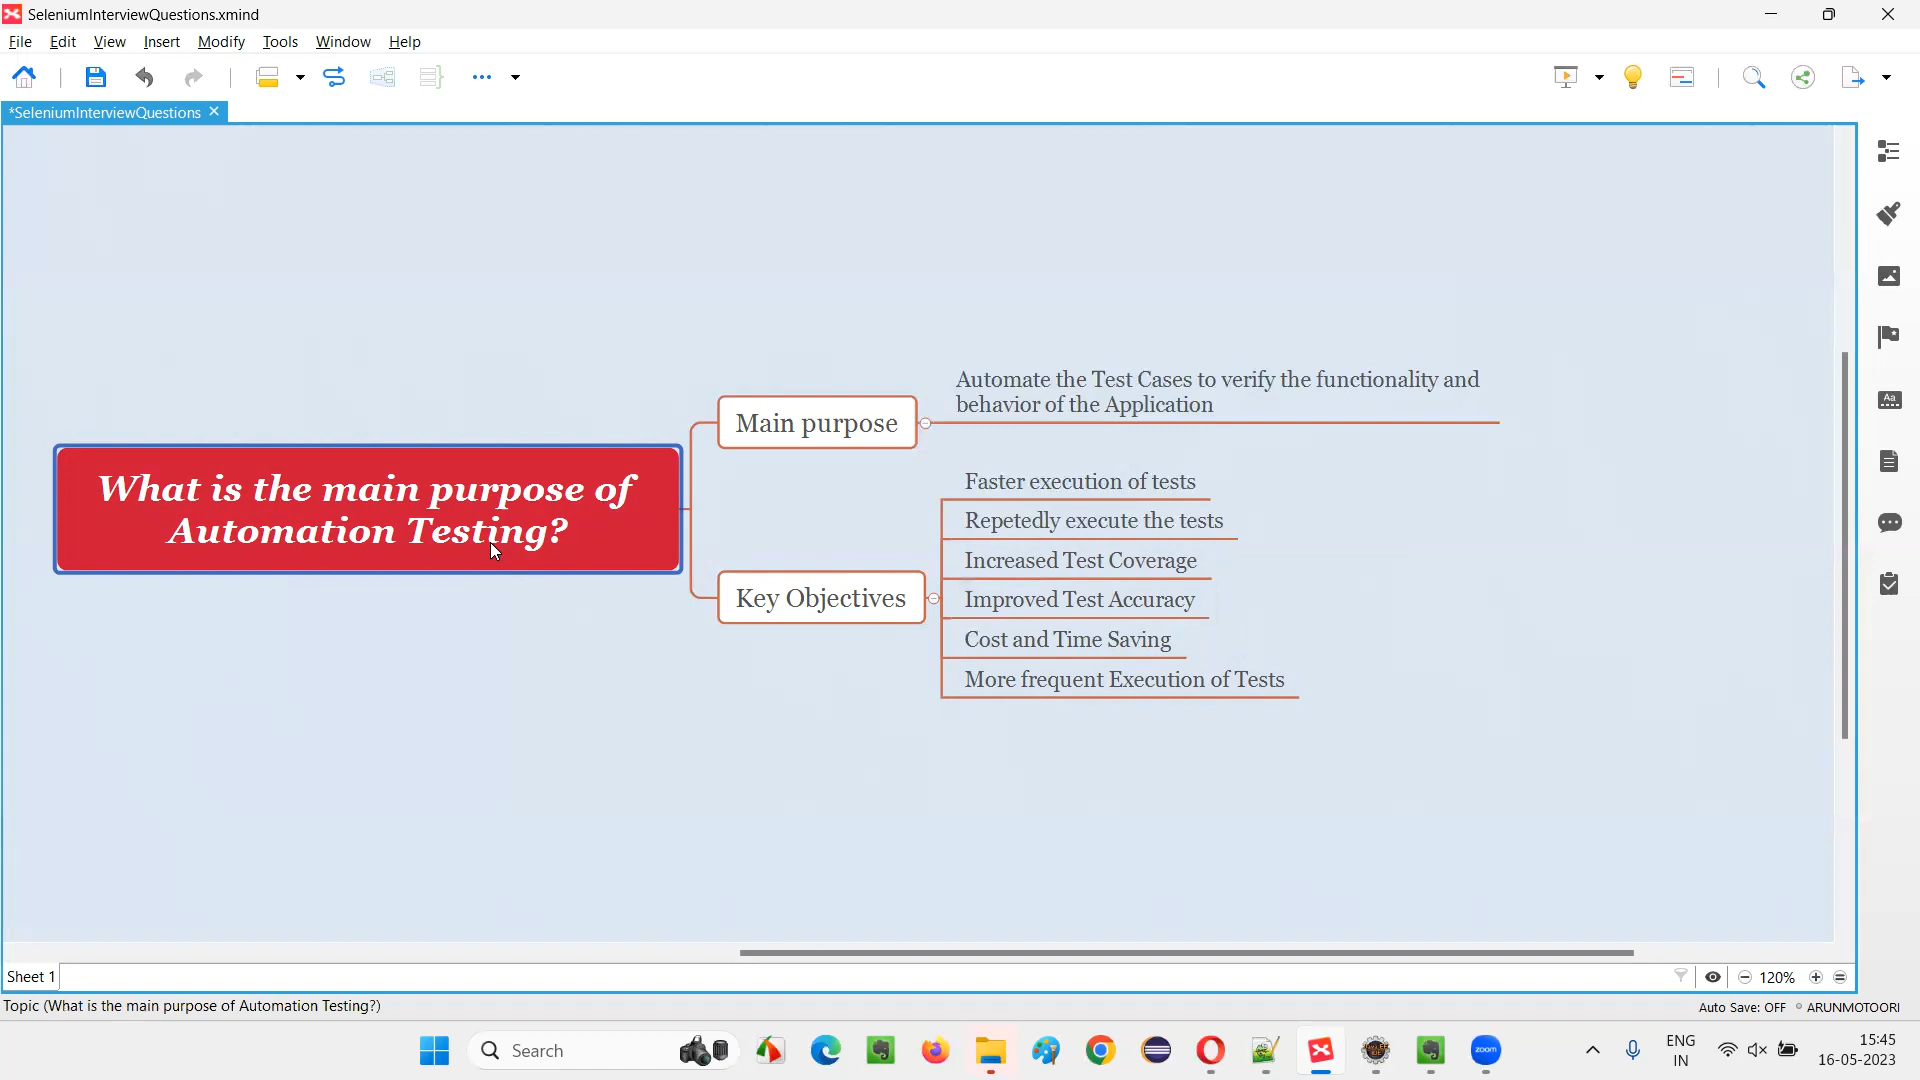 SeleniumInterviewQuestions.xmind
File Edit View Insert Modify Tools Window Help
*SeleniumInterviewQuestions
What is the main purpose of
Automation Testing?
Main purpose
Automate the Test Cases to verify the functionality and
behavior of the Application
Key Objectives
Faster execution of tests
Repetedly execute the tests
Increased Test Coverage
Improved Test Accuracy
Cost and Time Saving
More frequent Execution of Tests
Aa
Sheet 1
120%
Topic (What is the main purpose of Automation Testing?)
Auto Save: OFF ARUNMOTOORI
Search
zoom
ENG
IN
15:45
16-05-2023